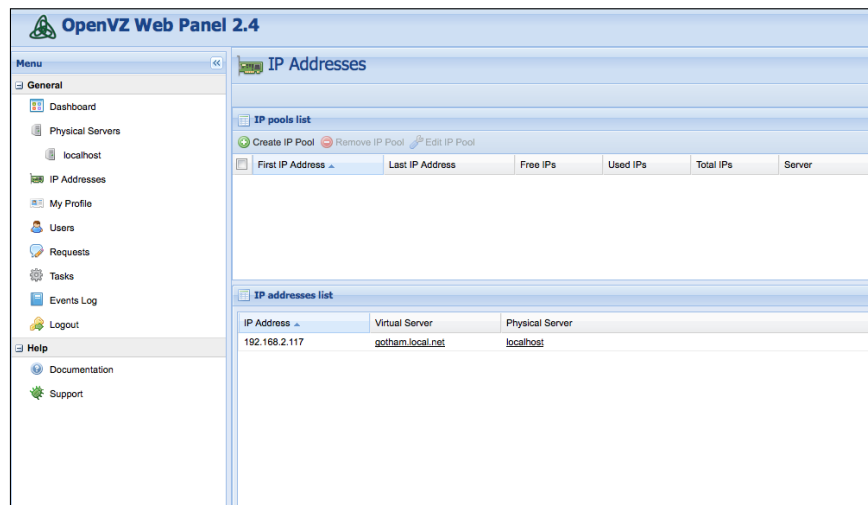 OpenVZ Web Panel 2.4
Menu
General
Dashboard
Physical Servers
localhost
IP Addresses
My Profile
Users
Requests
Tasks
Events Log
Logout
Help
Documentation
Support
IP Addresses
IP pools list
Create IP Pool Remove IP Pool Edit IP Pool
First IP Address Last IP Address Free IPs Used IPs Total IPs Server
IP addresses list
IP Address Virtual Server Physical Server
192.168.2.117 gotham.local.net localhost